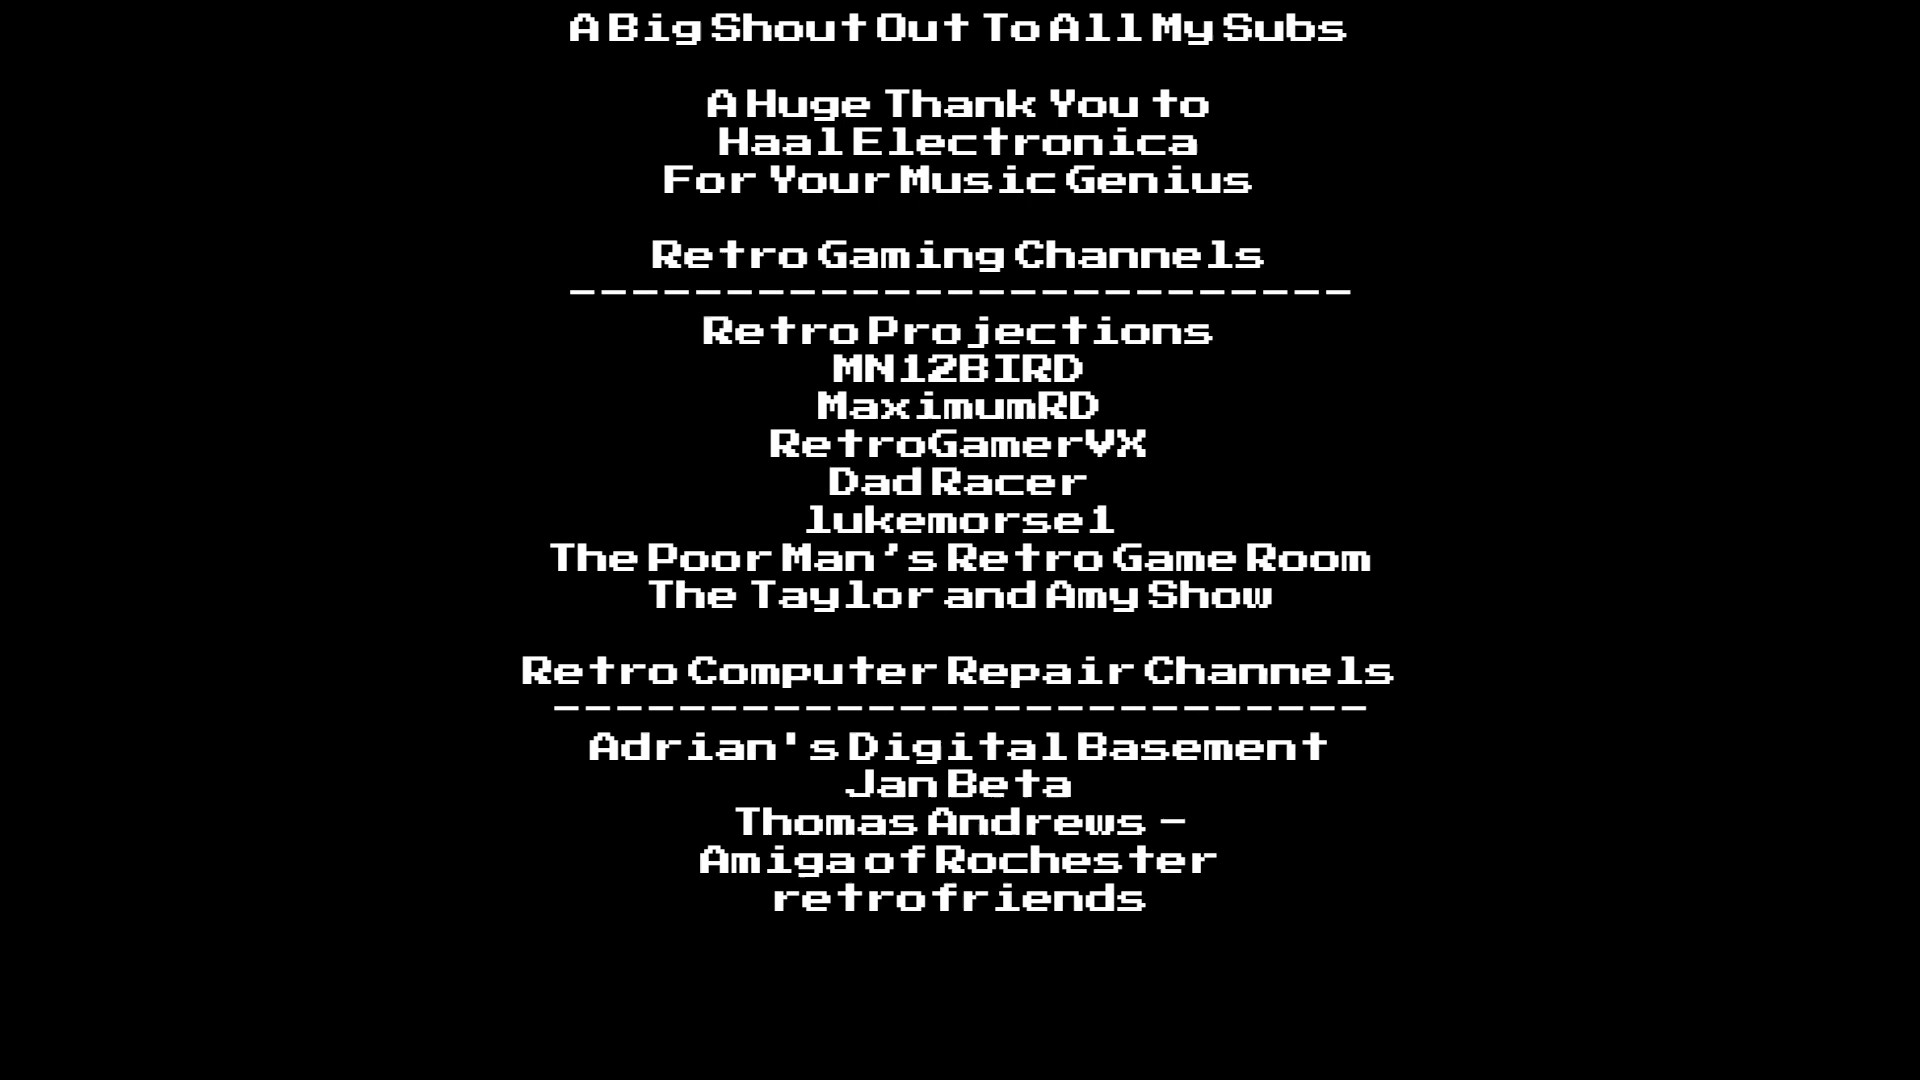 A Big Shout Out To All My Subs
A Huge Thank You to
Haal Electronica
For Your Music Genius
Retro Gaming Channels
-------------------------
Retro Projections
MN12BIRD
MaximumRD
RetroGamerVX
Dad Racer
lukemorse1
The Poor Man's Retro Game Room
The Taylor and Amy Show
Retro Computer Repair Channels
--------------------------
Adrian's Digital Basement
Jan Beta
Thomas Andrews -
Amiga of Rochester
retrofriends